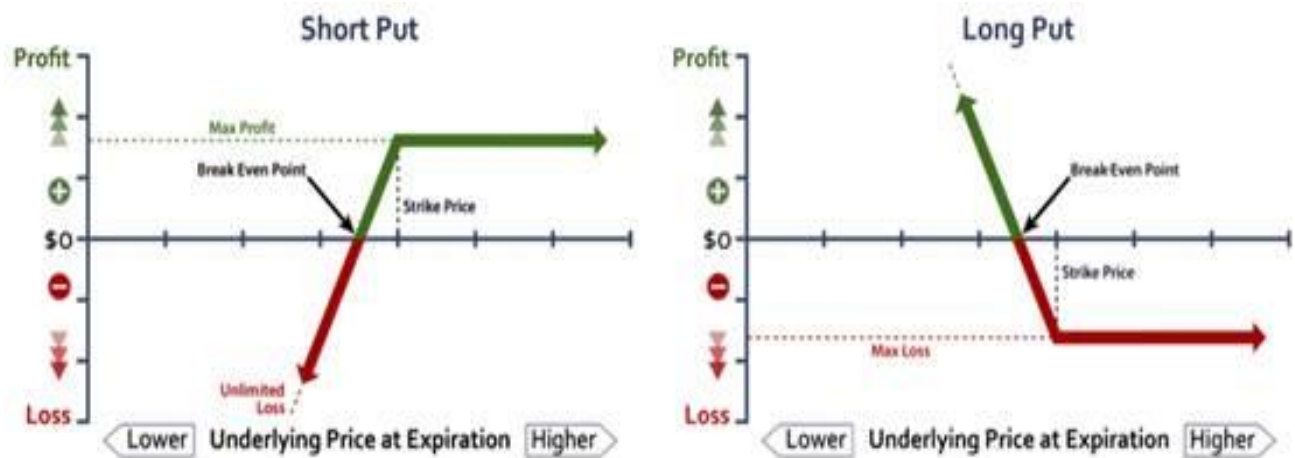 Short Put
Profit
Max Profit
Break Even Point
Strike Price
$0
Unlimited
Loss
Loss
Lower Underlying Price at Expiration Higher
Long Put
Profit
Break Even Point
$0
Strike Price
Max Loss
Loss
Lower Underlying Price at Expiration Higher